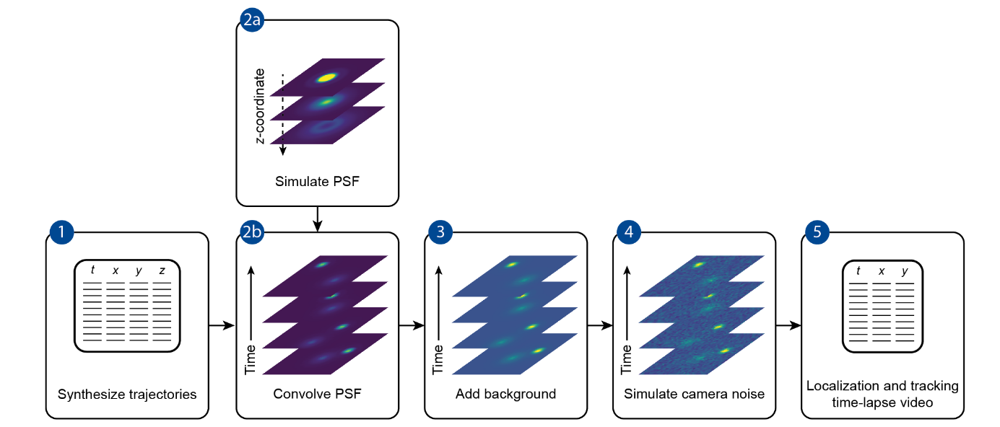 2a
z-coordinate
Simulate PSF
1
t x y z
Synthesize trajectories
2b
Time
Convolve PSF
3
Time
Add background
4
Time
Simulate camera noise
5
t x y
Localization and tracking
time-lapse video